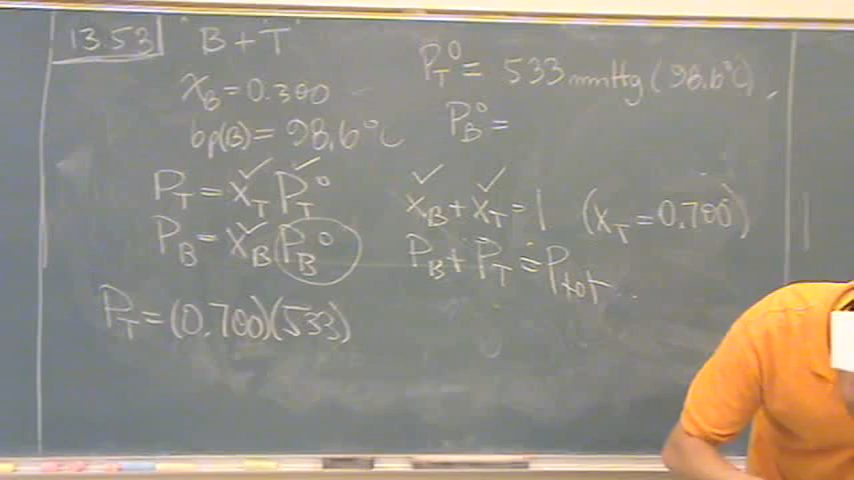 13.53 B + T
x_B = 0.300
bp(B) = 98.6°C
P_T° = 533 mmHg (98.6°C)
P_B° =
✓ ✓
P_T = x_T P_T°
✓
P_B = x_B P_B°
✓ ✓
x_B + x_T = 1 (x_T = 0.700)
P_B + P_T = P_tot
P_T = (0.700)(533)